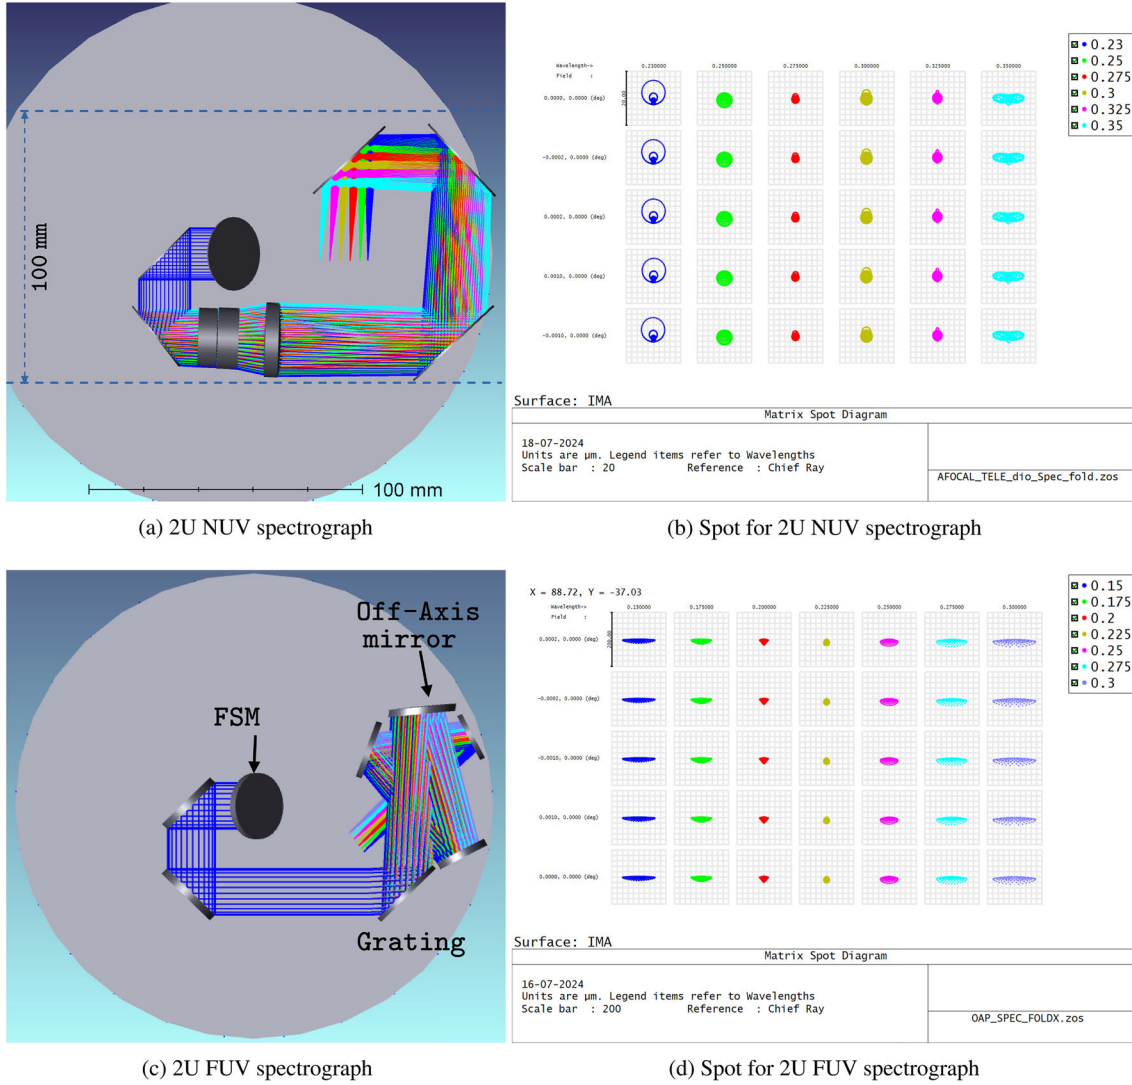 100 mm
100 mm
(a) 2U NUV spectrograph
Wavelength->
0.230000 0.250000 0.275000 0.300000 0.325000 0.350000
Field :
20.00
0.0000, 0.0000 (deg)
-0.0002, 0.0000 (deg)
0.0002, 0.0000 (deg)
0.0010, 0.0000 (deg)
-0.0010, 0.0000 (deg)
0.23
0.25
0.275
0.3
0.325
0.35
Surface: IMA
Matrix Spot Diagram
18-07-2024
Units are µm. Legend items refer to Wavelengths
Scale bar : 20 Reference : Chief Ray
AFOCAL_TELE_dio_Spec_fold.zos
(b) Spot for 2U NUV spectrograph
Off-Axis
mirror
FSM
Grating
(c) 2U FUV spectrograph
X = 88.72, Y = -37.03
Wavelength->
0.150000 0.175000 0.200000 0.225000 0.250000 0.275000 0.300000
Field :
200.00
0.0002, 0.0000 (deg)
-0.0002, 0.0000 (deg)
-0.0010, 0.0000 (deg)
0.0010, 0.0000 (deg)
0.0000, 0.0000 (deg)
0.15
0.175
0.2
0.225
0.25
0.275
0.3
Surface: IMA
Matrix Spot Diagram
16-07-2024
Units are µm. Legend items refer to Wavelengths
Scale bar : 200 Reference : Chief Ray
OAP_SPEC_FOLDX.zos
(d) Spot for 2U FUV spectrograph